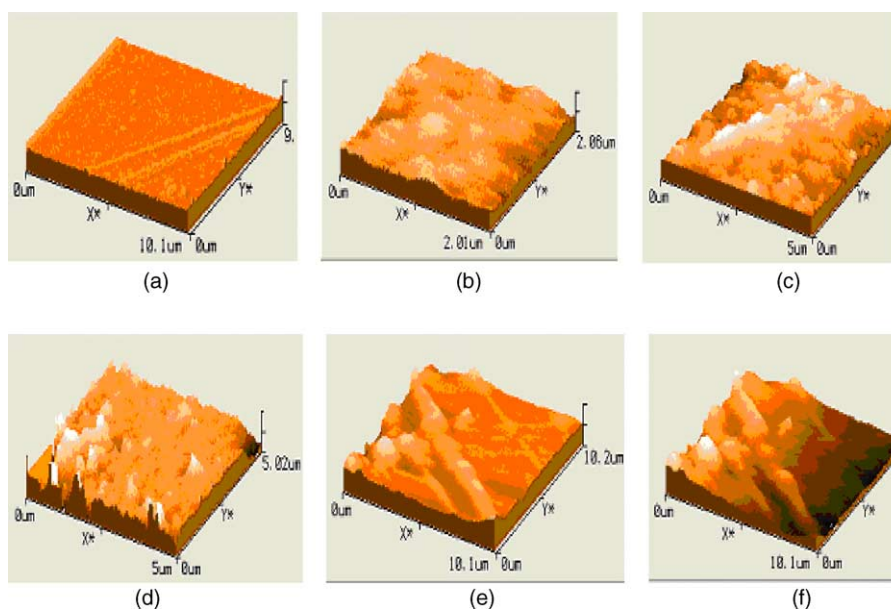 0um
X*
10.1um
0um
Y*
9.
(a)
0um
X*
2.01um
0um
Y*
2.08um
(b)
0um
X*
5um
0um
Y*
(c)
0um
X*
5um
0um
Y*
5.02um
(d)
0um
X*
10.1um
0um
Y*
10.2um
(e)
0um
X*
10.1um
0um
Y*
(f)